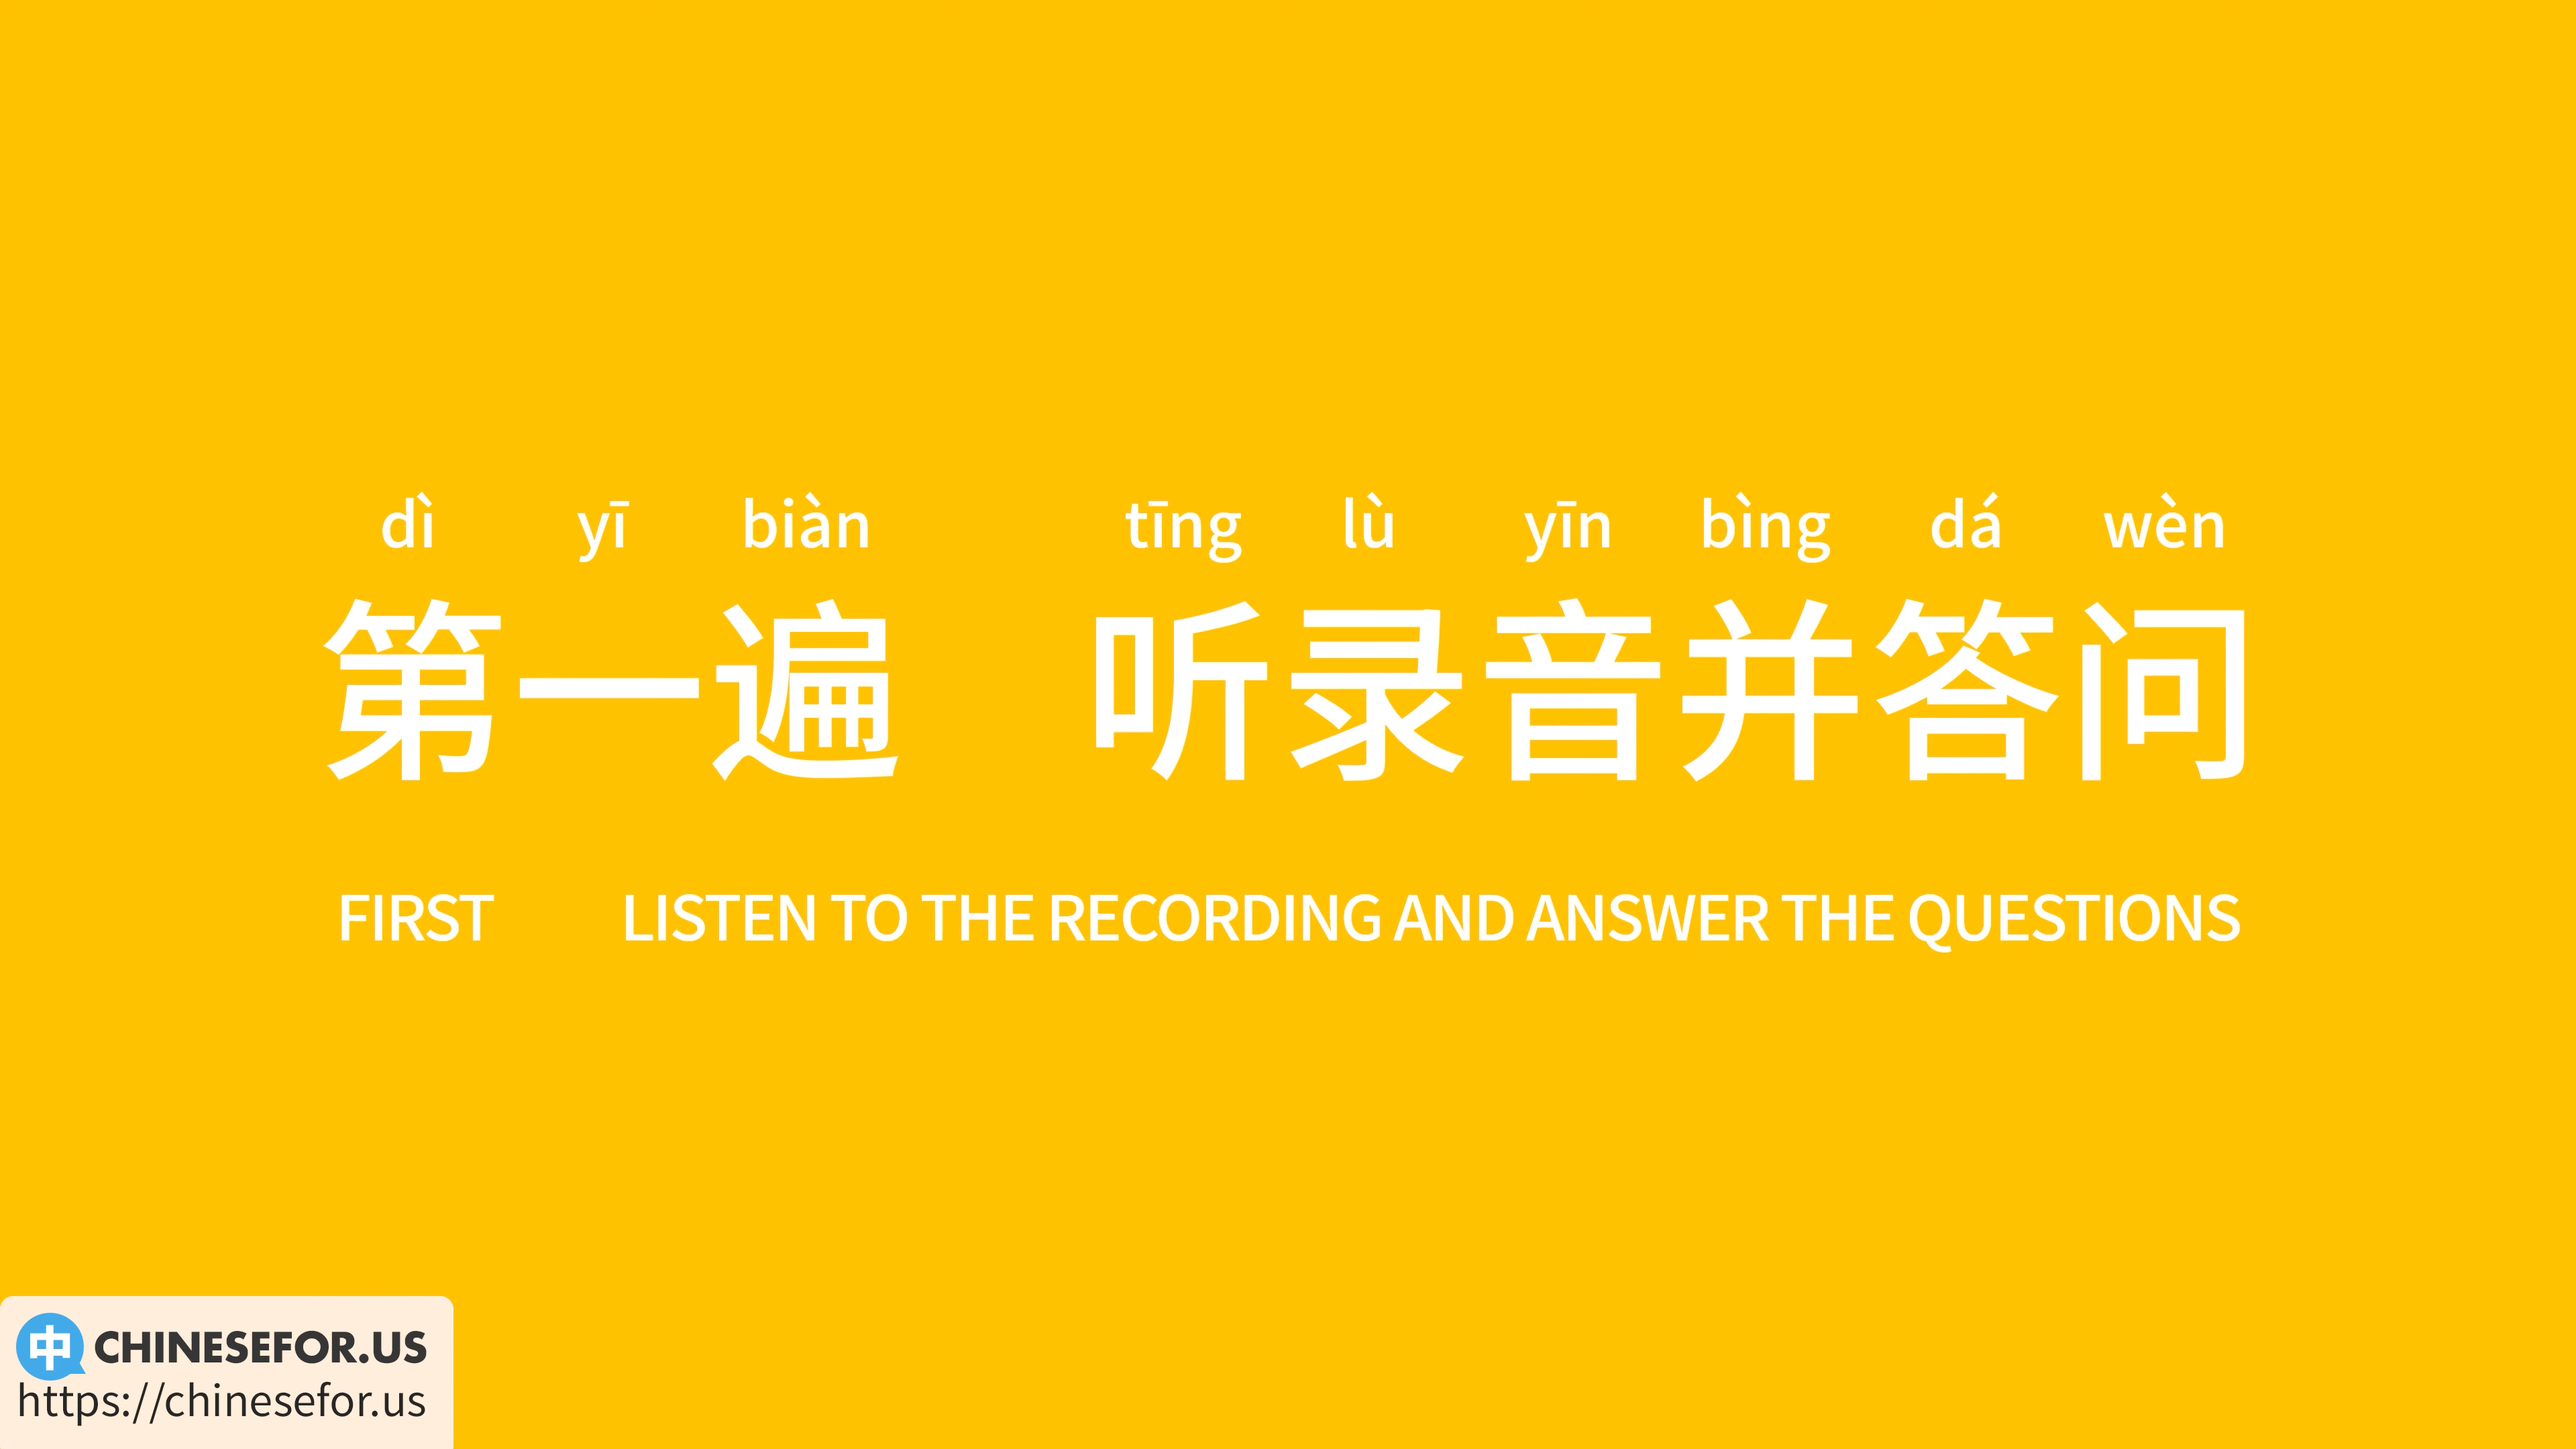 dì yī biàn tīng lù yīn bìng dá wèn
第一遍 听录音并答问
FIRST LISTEN TO THE RECORDING AND ANSWER THE QUESTIONS
中 CHINESEFOR.US
https://chinesefor.us